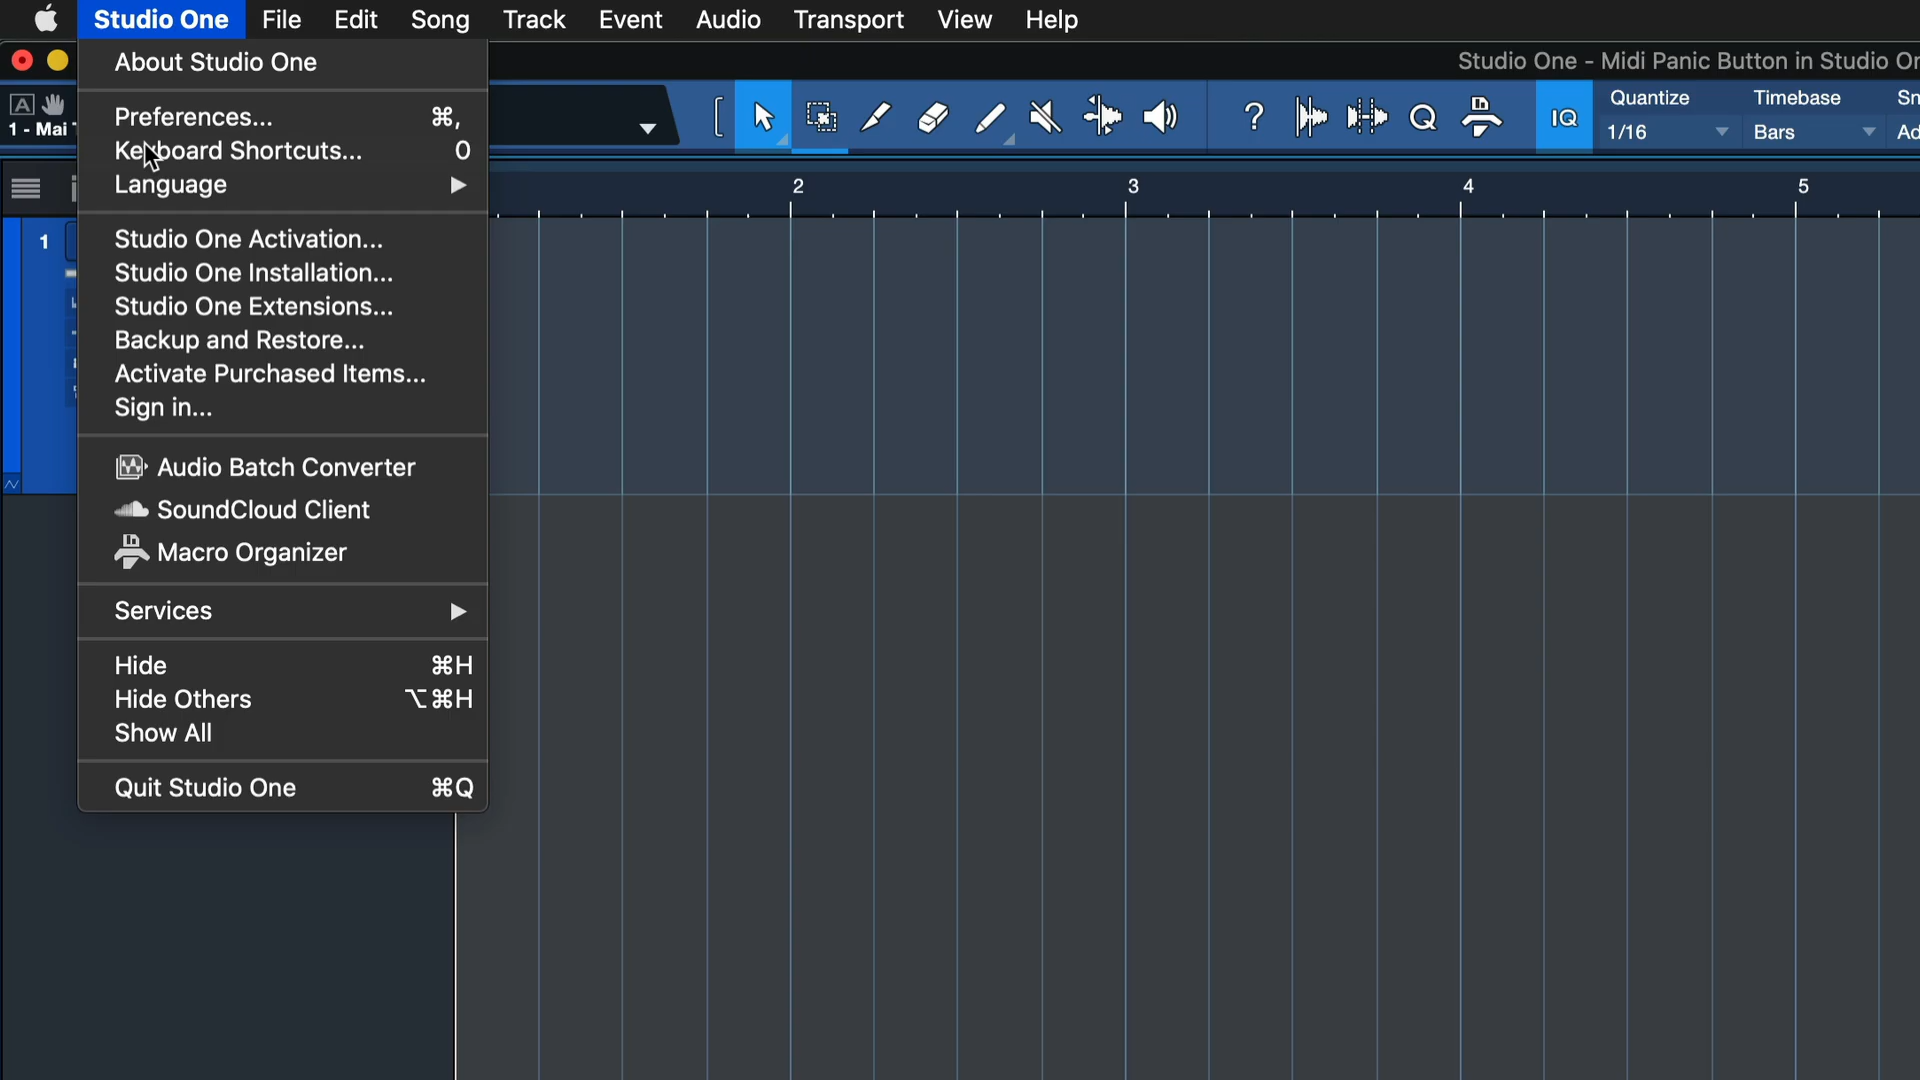 Studio One File Edit Song Track Event Audio Transport View Help
Studio One - Midi Panic Button in Studio
About Studio One
Preferences... ⌘,
Keyboard Shortcuts... O
Language ▶
Studio One Activation...
Studio One Installation...
Studio One Extensions...
Backup and Restore...
Activate Purchased Items...
Sign in...
Audio Batch Converter
SoundCloud Client
Macro Organizer
Services ▶
Hide ⌘H
Hide Others ⌥⌘H
Show All
Quit Studio One ⌘Q
A
1 - Mai
?
Q
IQ
Quantize
1/16
Timebase
Bars
2 3 4 5
1